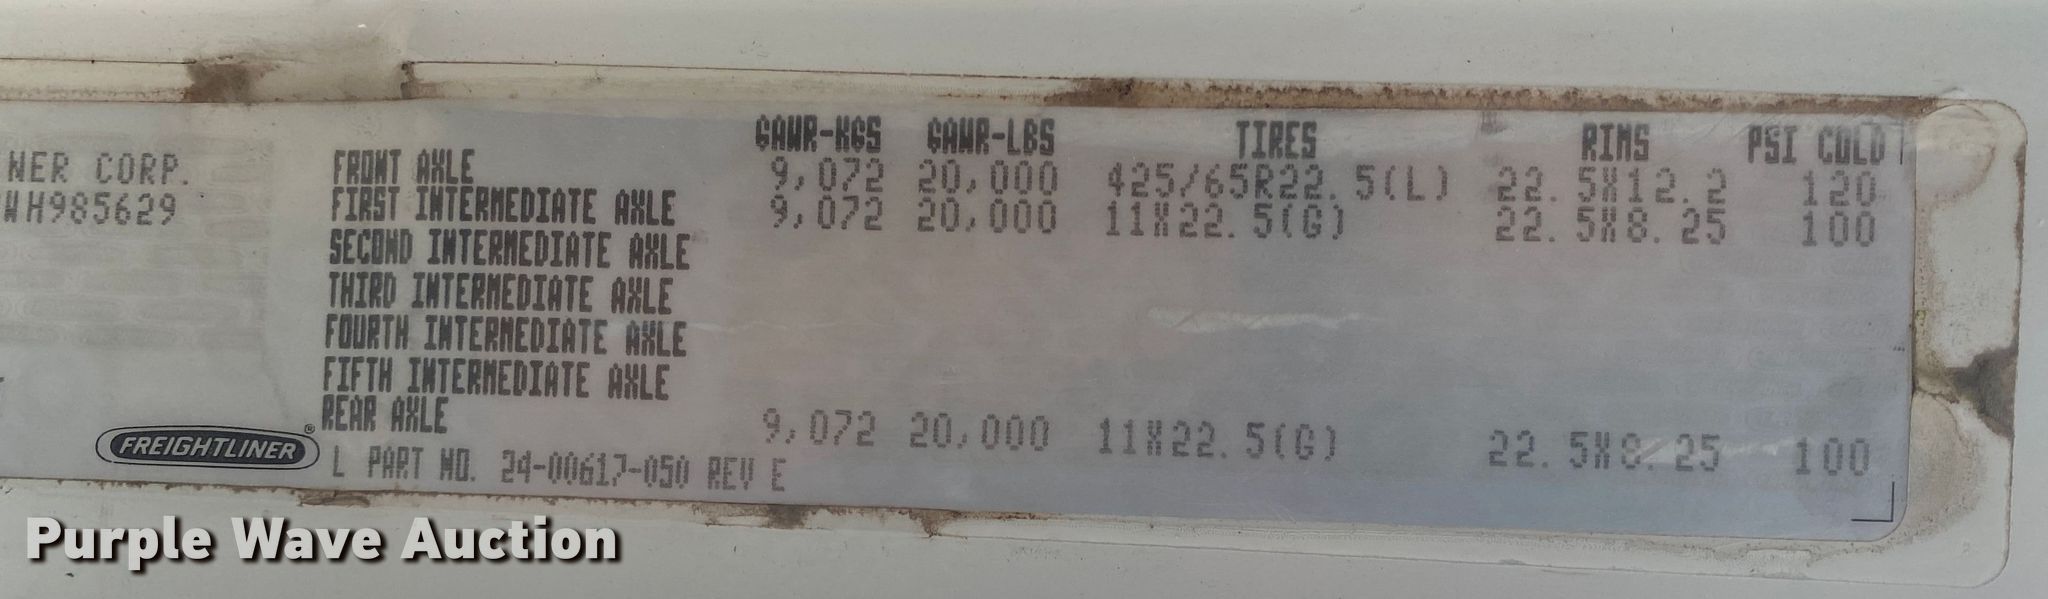 GAWR-KGS GAWR-LBS TIRES RIMS PSI COLD
NER CORP. FRONT AXLE 9,072 20,000 425/65R22.5(L) 22.5X12.2 120
WH985629 FIRST INTERMEDIATE AXLE 9,072 20,000 11X22.5(G) 22.5X8.25 100
SECOND INTERMEDIATE AXLE
THIRD INTERMEDIATE AXLE
FOURTH INTERMEDIATE AXLE
FIFTH INTERMEDIATE AXLE
REAR AXLE 9,072 20,000 11X22.5(G) 22.5X8.25 100
FREIGHTLINER®
L PART NO. 24-00617-050 REV E
Purple Wave Auction